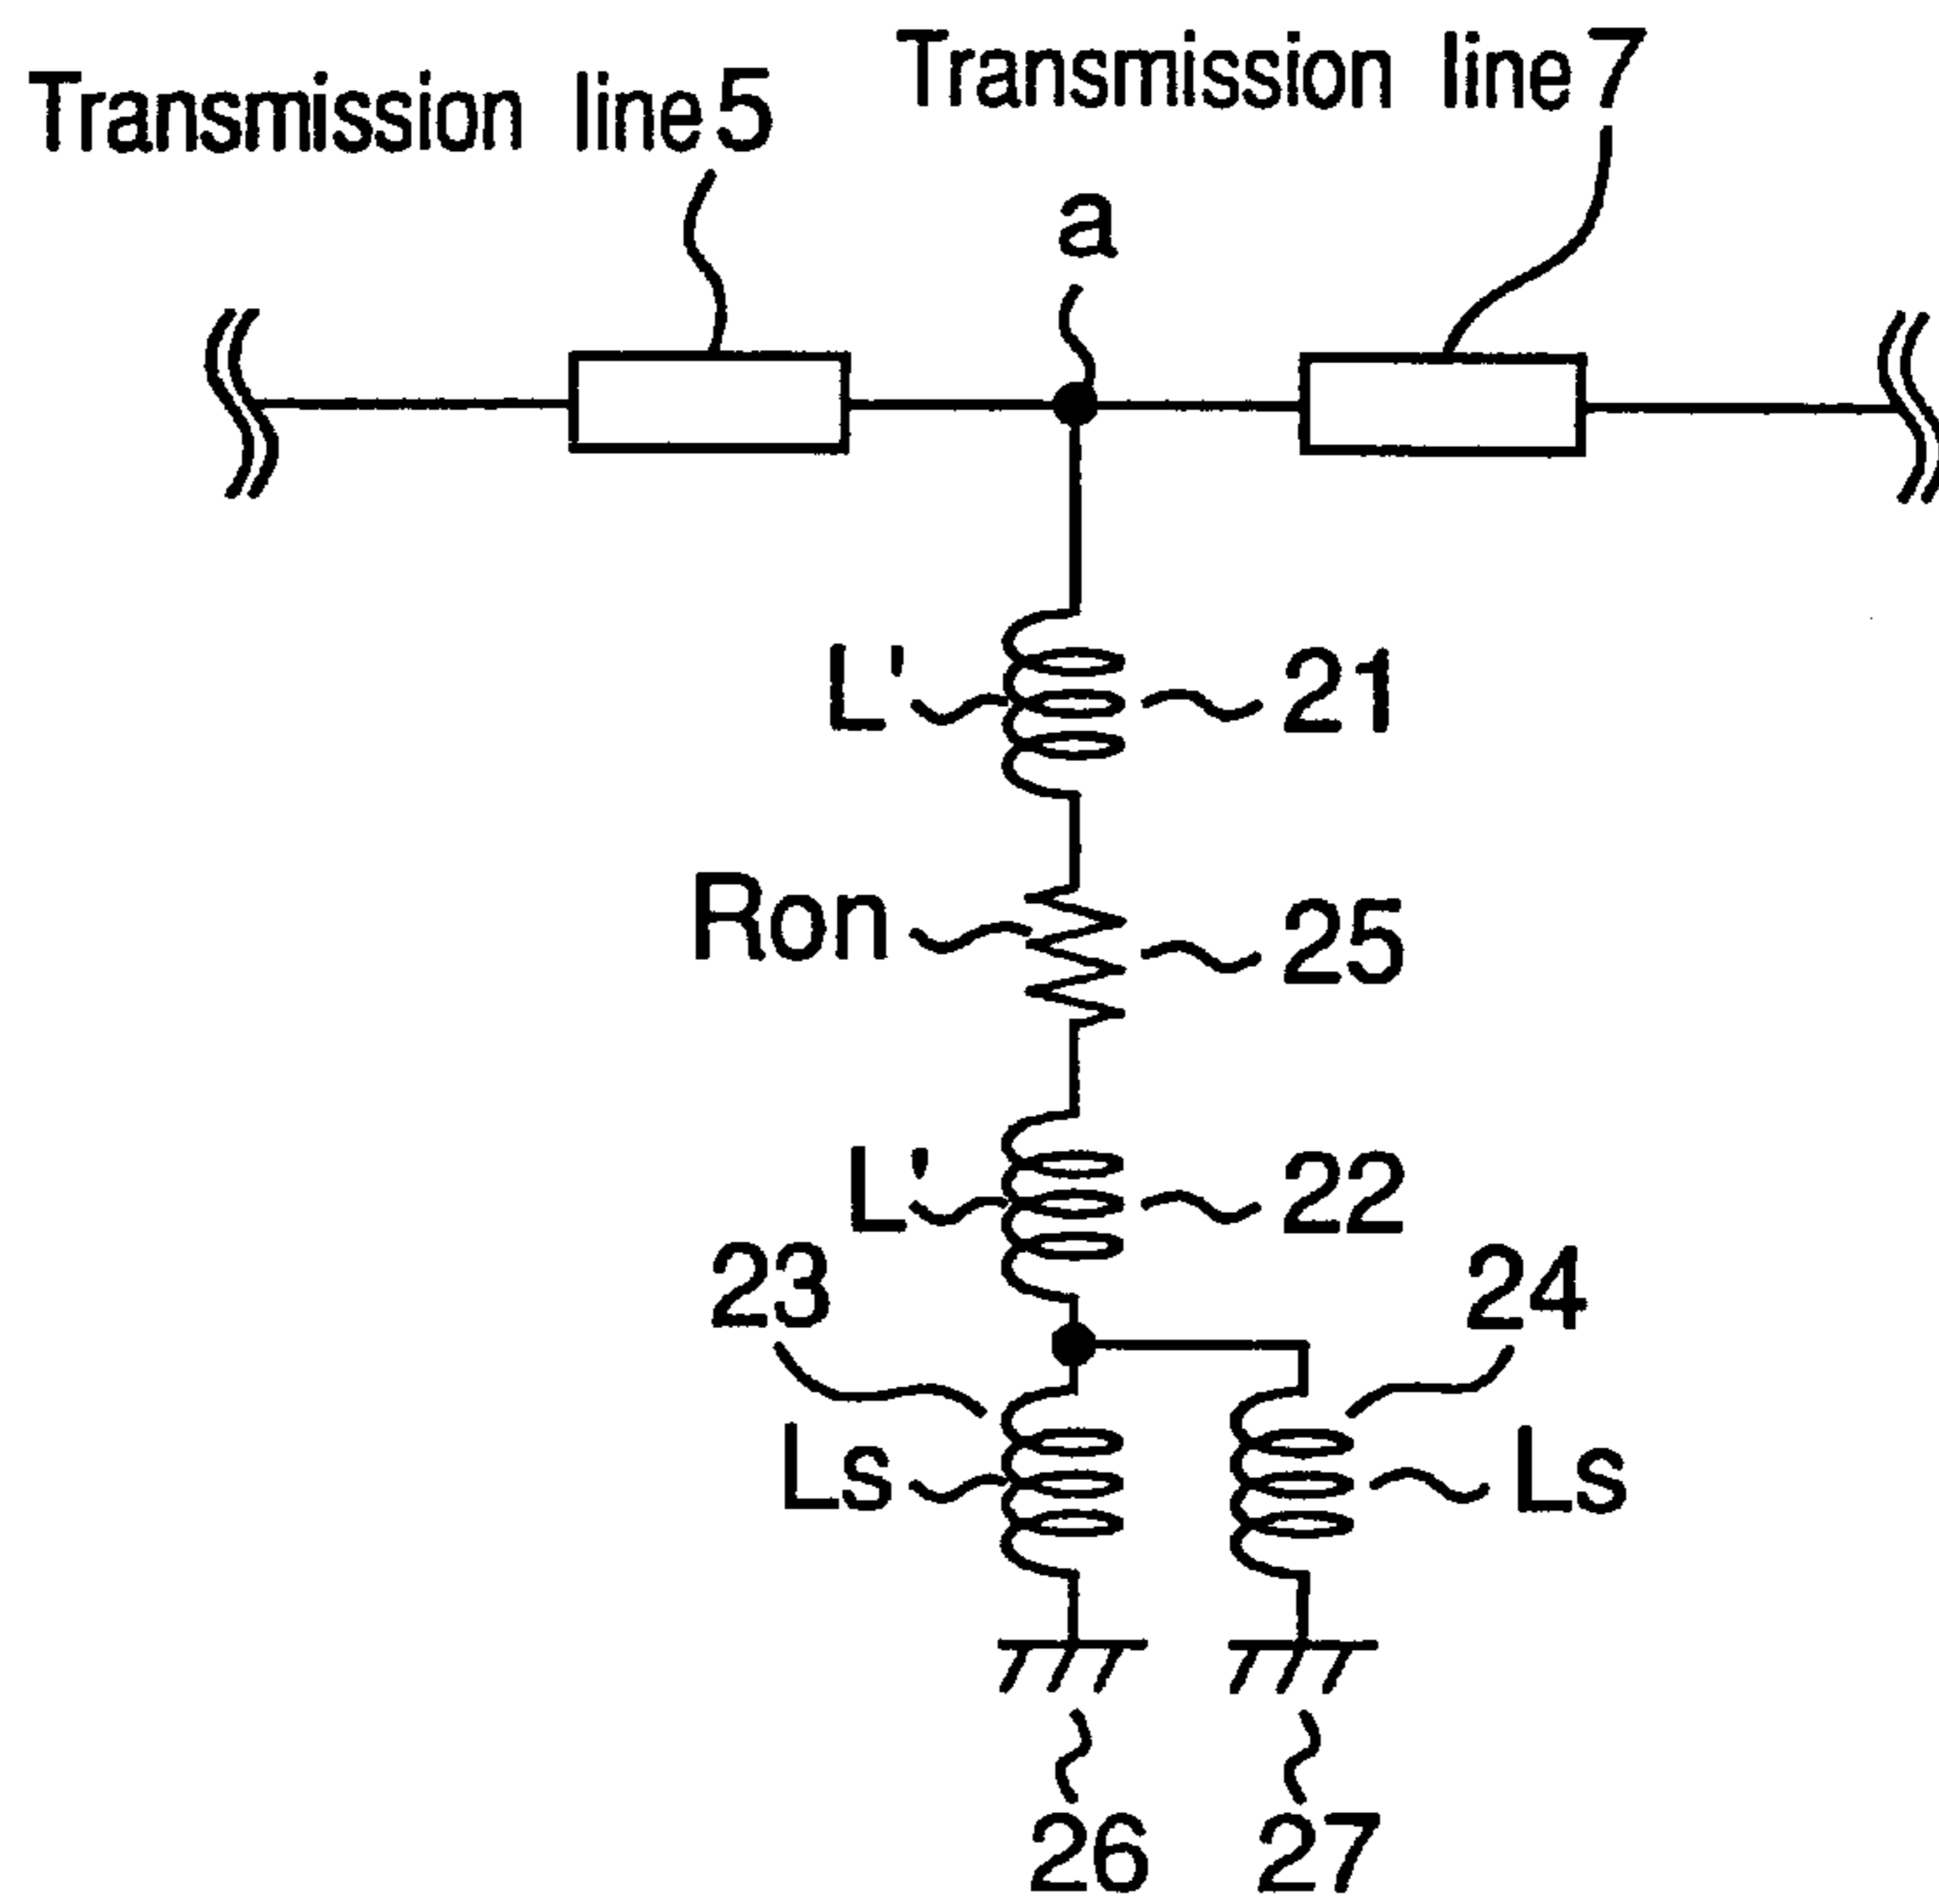 Transmission line 7
Transmission line 5
a
L' 21
Ron 25
L' 22
23 24
Ls Ls
26 27